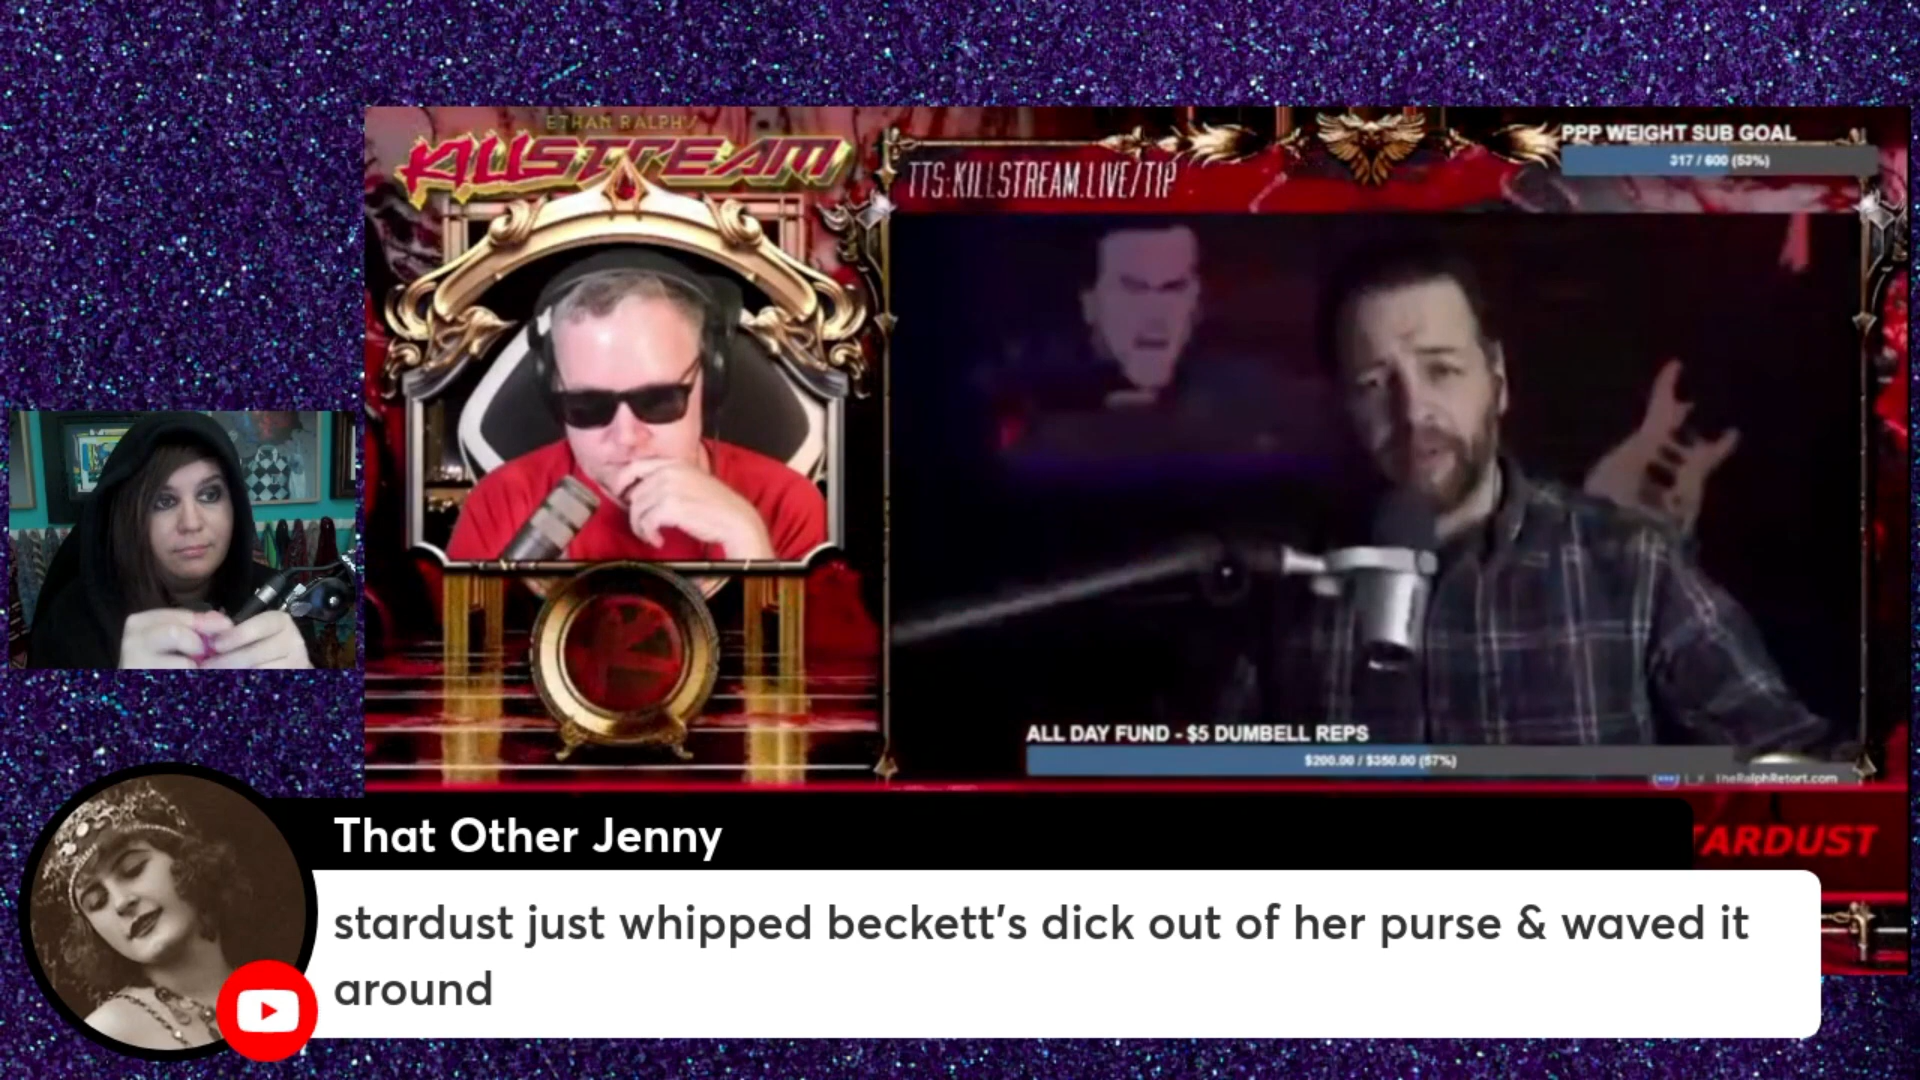 ETHAN RALPH'S
KILLSTREAM
TTS:KILLSTREAM.LIVE/TIP
PPP WEIGHT SUB GOAL
317 / 600 (53%)
ALL DAY FUND - $5 DUMBELL REPS
$200.00 / $350.00 (57%)
TheRalphRetort.com
TARDUST
That Other Jenny
stardust just whipped beckett's dick out of her purse & waved it
around